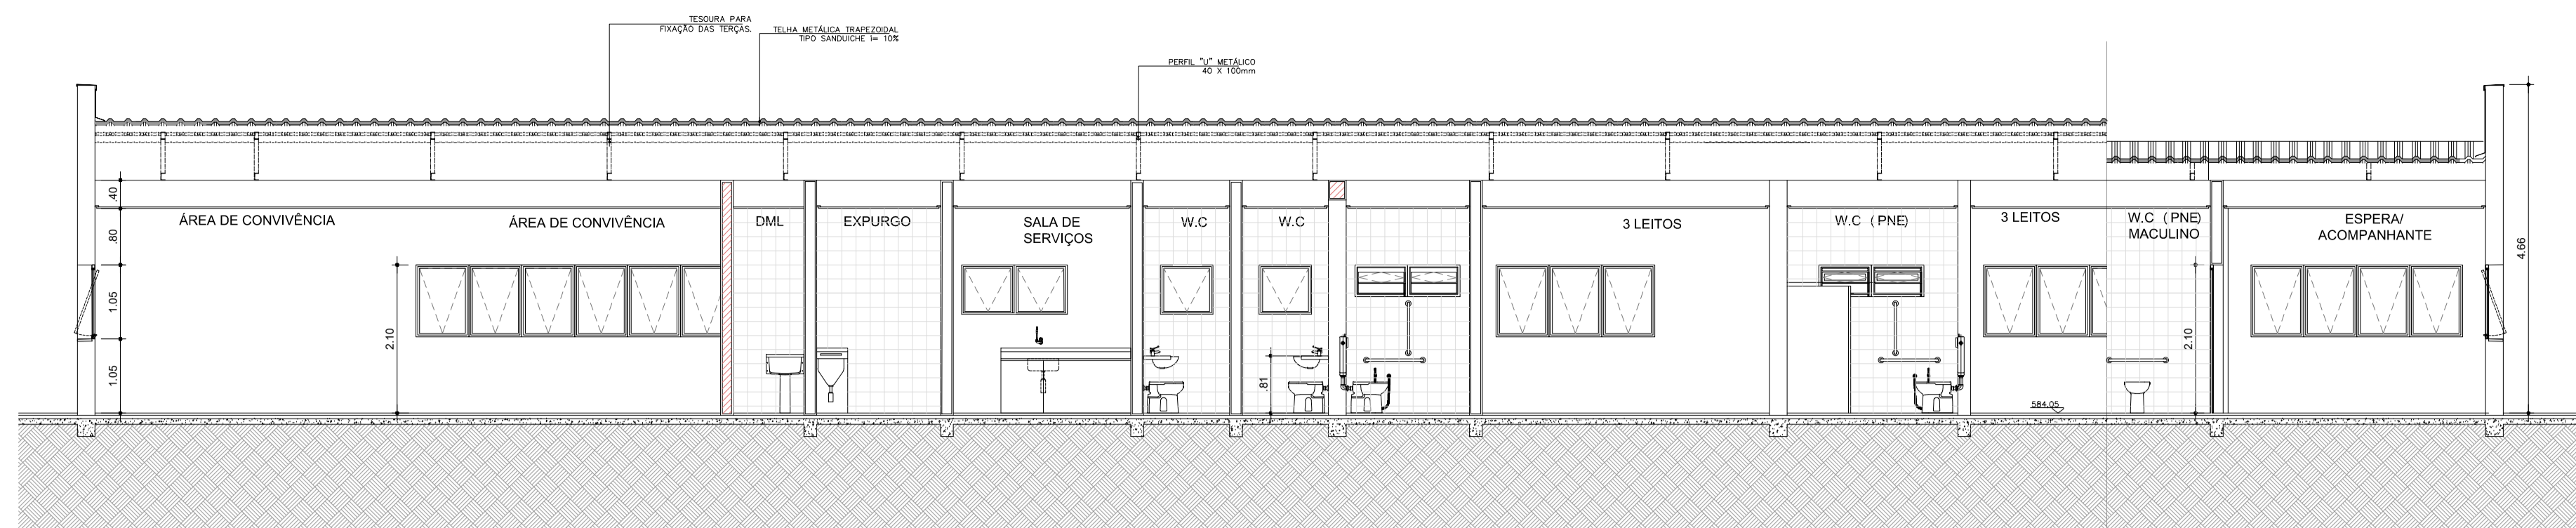 TESOURA PARA
FIXAÇÃO DAS TERÇAS.
TELHA METÁLICA TRAPEZOIDAL
TIPO SANDUICHE i= 10%
PERFIL "U" METÁLICO
40 X 100mm
.40
.80
1.05
1.05
2.10
ÁREA DE CONVIVÊNCIA
ÁREA DE CONVIVÊNCIA
DML
EXPURGO
SALA DE
SERVIÇOS
W.C
W.C
.81
3 LEITOS
W.C (PNE)
3 LEITOS
584.05
W.C (PNE)
MACULINO
2.10
ESPERA/
ACOMPANHANTE
4.66